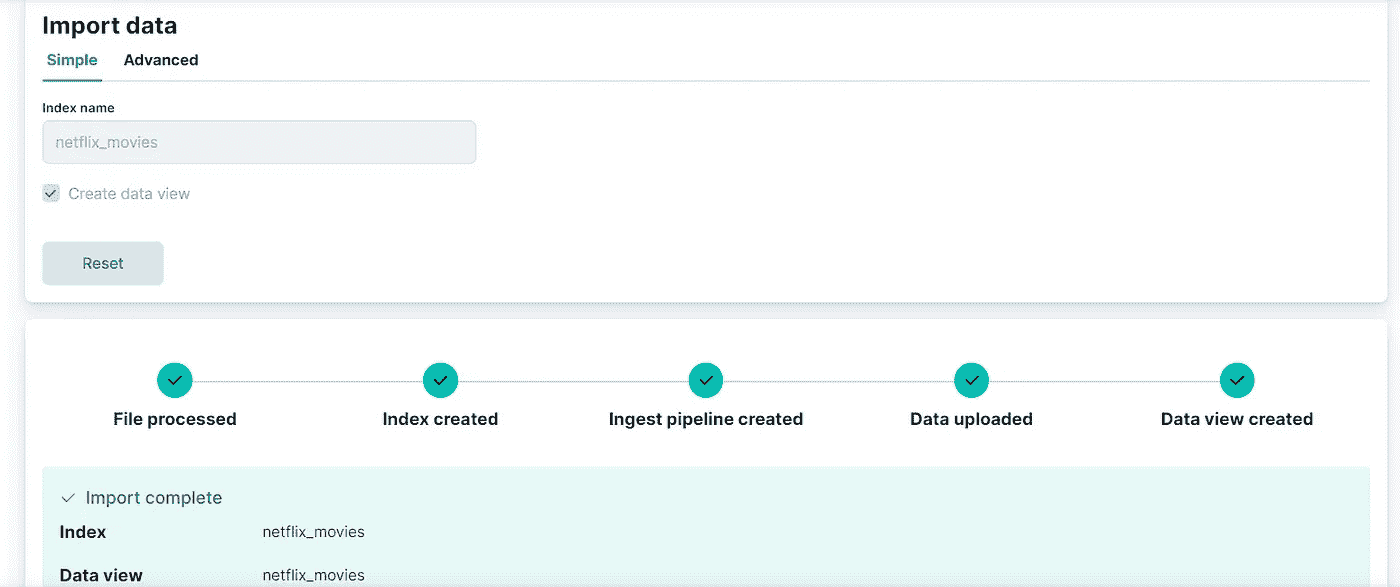 Import data
Simple Advanced
Index name
netflix_movies
Create data view
Reset
File processed Index created Ingest pipeline created Data uploaded Data view created
Import complete
Index netflix_movies
Data view netflix_movies